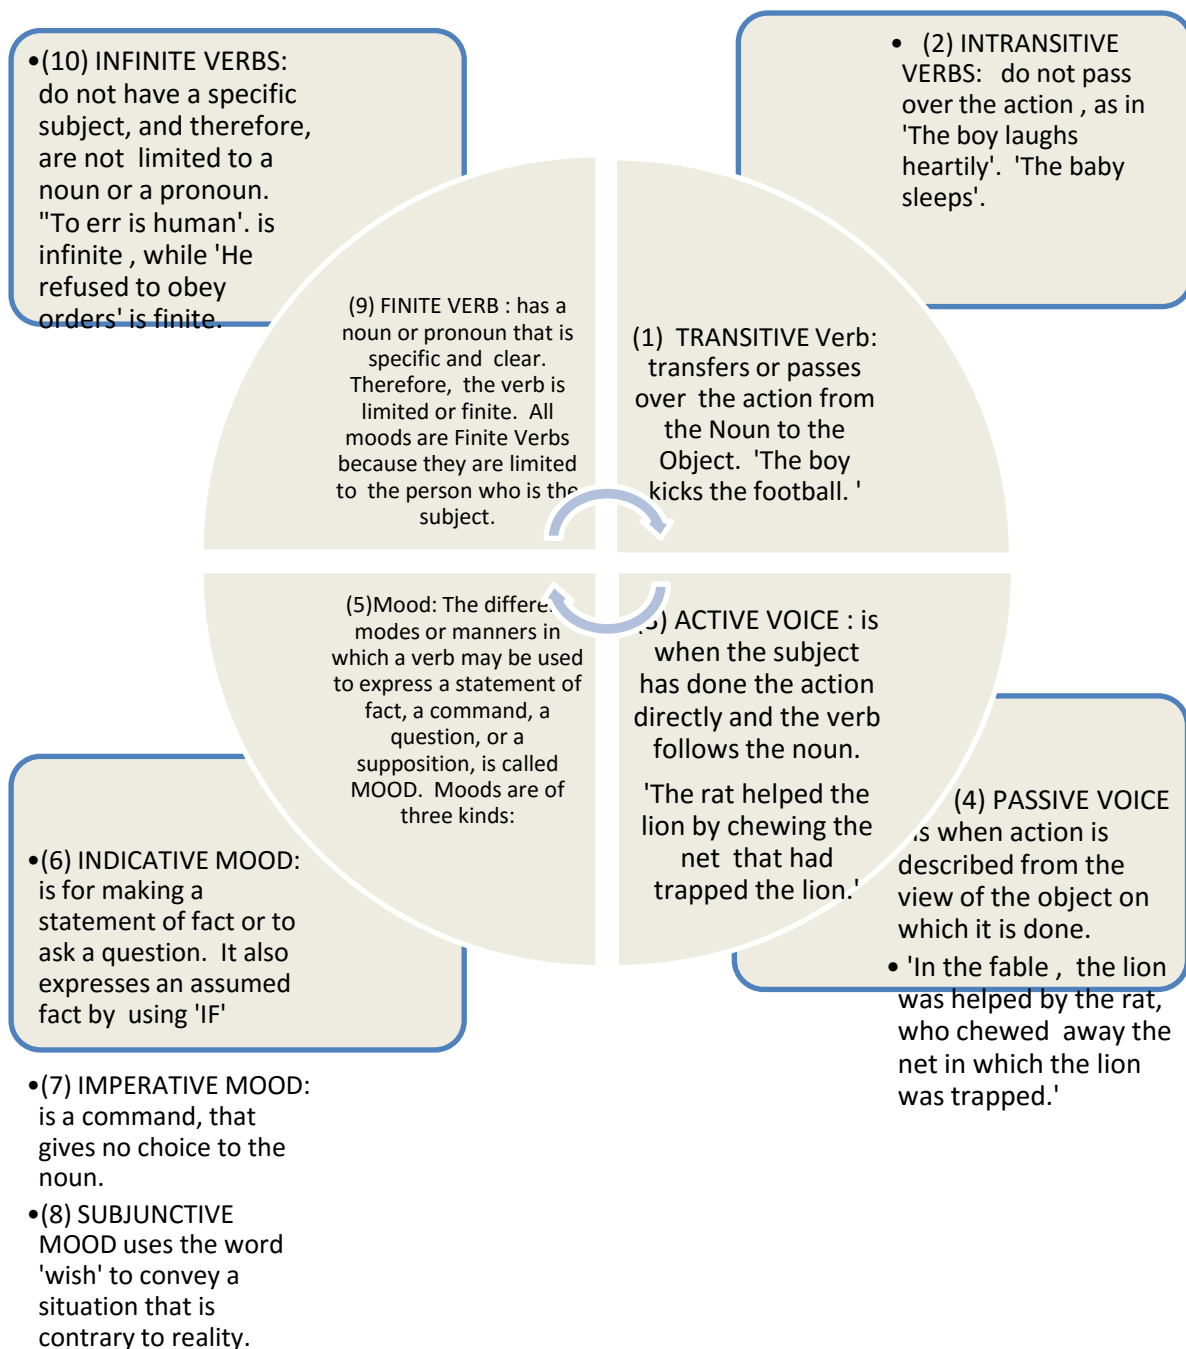 •(10) INFINITE VERBS:
do not have a specific
subject, and therefore,
are not limited to a
noun or a pronoun.
"To err is human'. is
infinite , while 'He
refused to obey
orders' is finite.
• (2) INTRANSITIVE
VERBS: do not pass
over the action , as in
'The boy laughs
heartily'. 'The baby
sleeps'.
(9) FINITE VERB : has a
noun or pronoun that is
specific and clear.
Therefore, the verb is
limited or finite. All
moods are Finite Verbs
because they are limited
to the person who is the
subject.
(1) TRANSITIVE Verb:
transfers or passes
over the action from
the Noun to the
Object. 'The boy
kicks the football. '
(5)Mood: The different
modes or manners in
which a verb may be used
to express a statement of
fact, a command, a
question, or a
supposition, is called
MOOD. Moods are of
three kinds:
(3) ACTIVE VOICE : is
when the subject
has done the action
directly and the verb
follows the noun.
'The rat helped the
lion by chewing the
net that had
trapped the lion.'
(4) PASSIVE VOICE
is when action is
described from the
view of the object on
which it is done.
• 'In the fable , the lion
was helped by the rat,
who chewed away the
net in which the lion
was trapped.'
•(6) INDICATIVE MOOD:
is for making a
statement of fact or to
ask a question. It also
expresses an assumed
fact by using 'IF'
•(7) IMPERATIVE MOOD:
is a command, that
gives no choice to the
noun.
•(8) SUBJUNCTIVE
MOOD uses the word
'wish' to convey a
situation that is
contrary to reality.